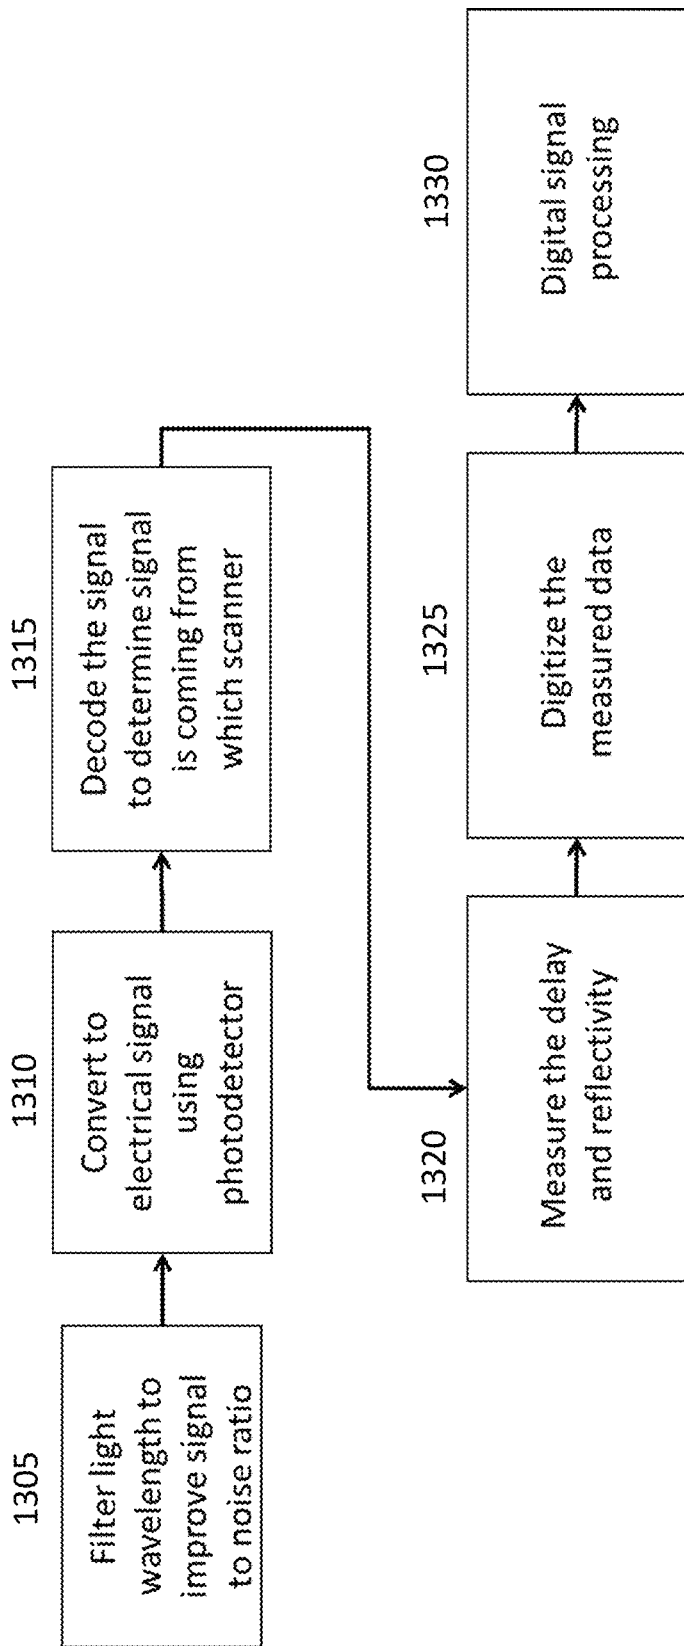 1305
Filter light
wavelength to
improve signal
to noise ratio
1310
Convert to
electrical signal
using
photodetector
1315
Decode the signal
to determine signal
is coming from
which scanner
1320
Measure the delay
and reflectivity
1325
Digitize the
measured data
1330
Digital signal
processing